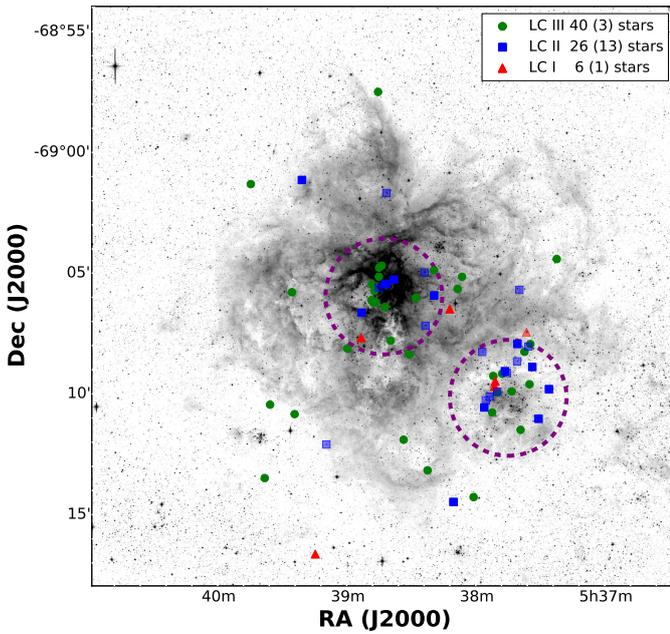 LC III 40 (3) stars
LC II 26 (13) stars
LC I 6 (1) stars
-68°55'
-69°00'
05'
10'
15'
Dec (J2000)
40m
39m
38m
5h37m
RA (J2000)